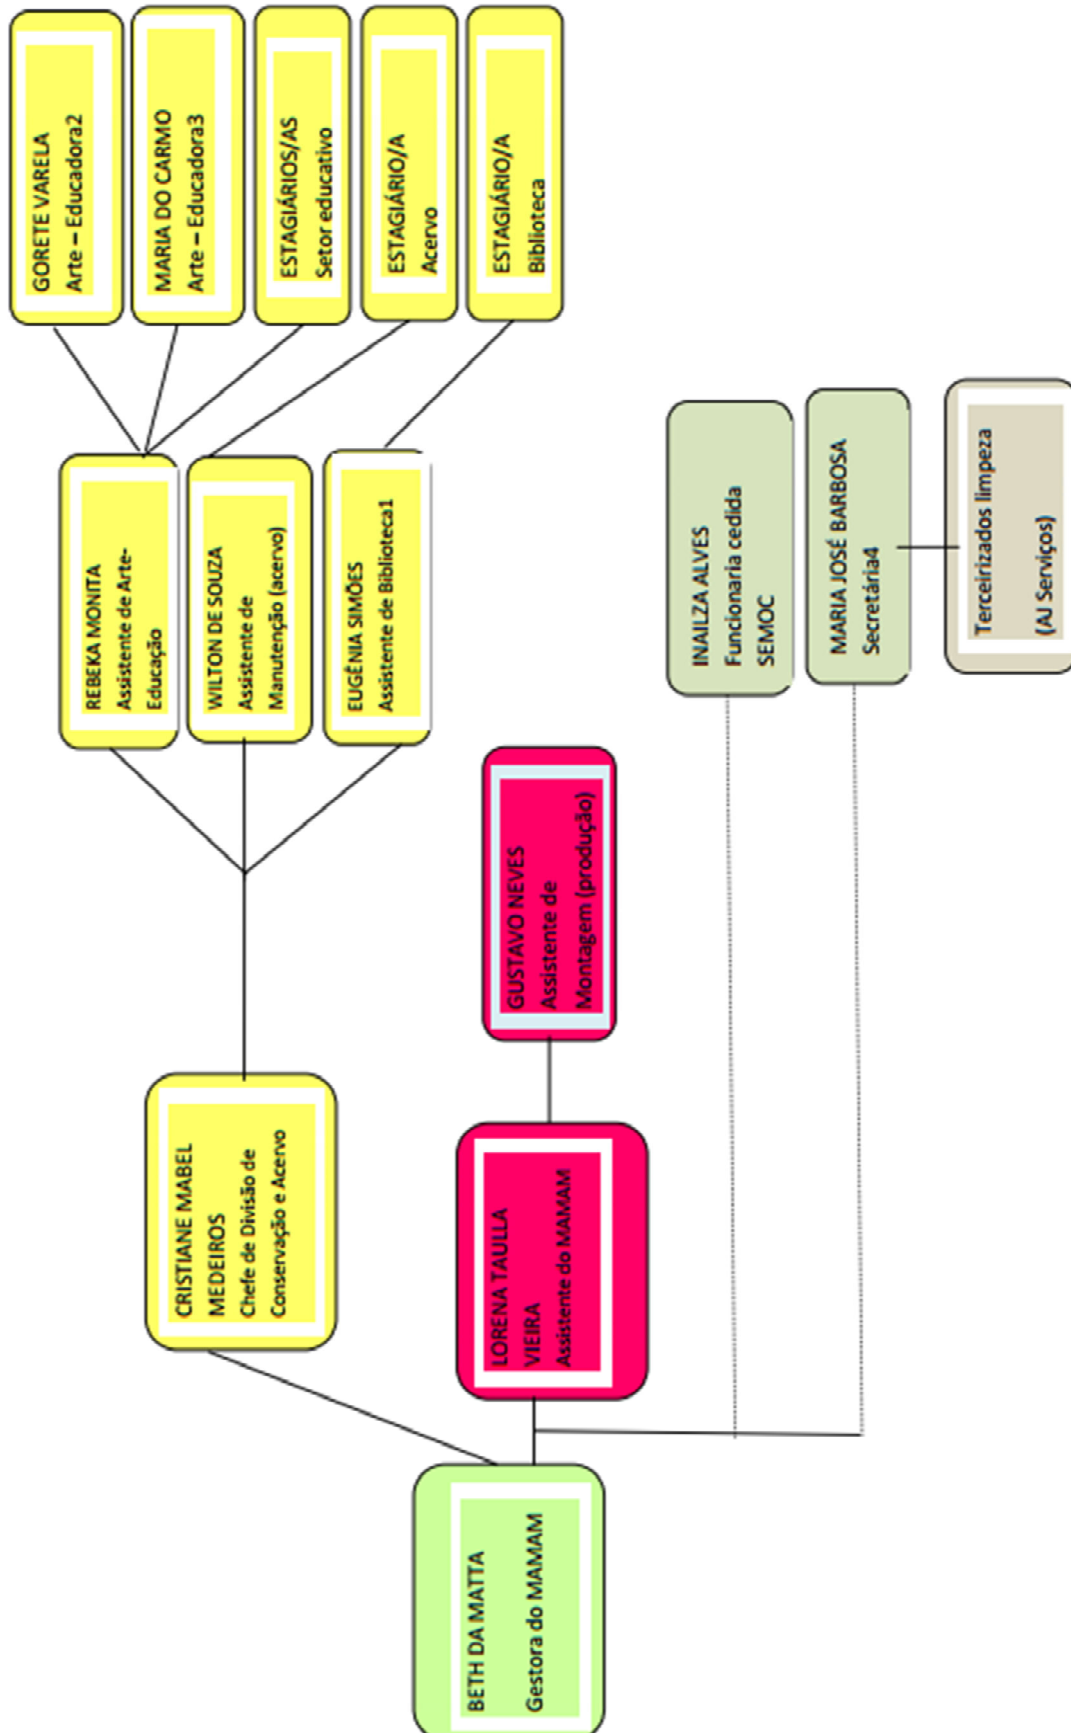 BETH DA MATTA
Gestora do MAMAM
CRISTIANE MABEL
MEDEIROS
Chefe de Divisão de
Conservação e Acervo
LORENA TAULLA
VIEIRA
Assistente do MAMAM
REBEKA MONITA
Assistente de Arte-
Educação
WILTON DE SOUZA
Assistente de
Manutenção (acervo)
EUGÊNIA SIMÕES
Assistente de Biblioteca1
GUSTAVO NEVES
Assistente de
Montagem (produção)
GORETE VARELA
Arte – Educadora2
MARIA DO CARMO
Arte – Educadora3
ESTAGIÁRIOS/AS
Setor educativo
ESTAGIÁRIO/A
Acervo
ESTAGIÁRIO/A
Biblioteca
INAILZA ALVES
Funcionaria cedida
SEMOC
MARIA JOSÉ BARBOSA
Secretária4
Terceirizados limpeza
(AJ Serviços)